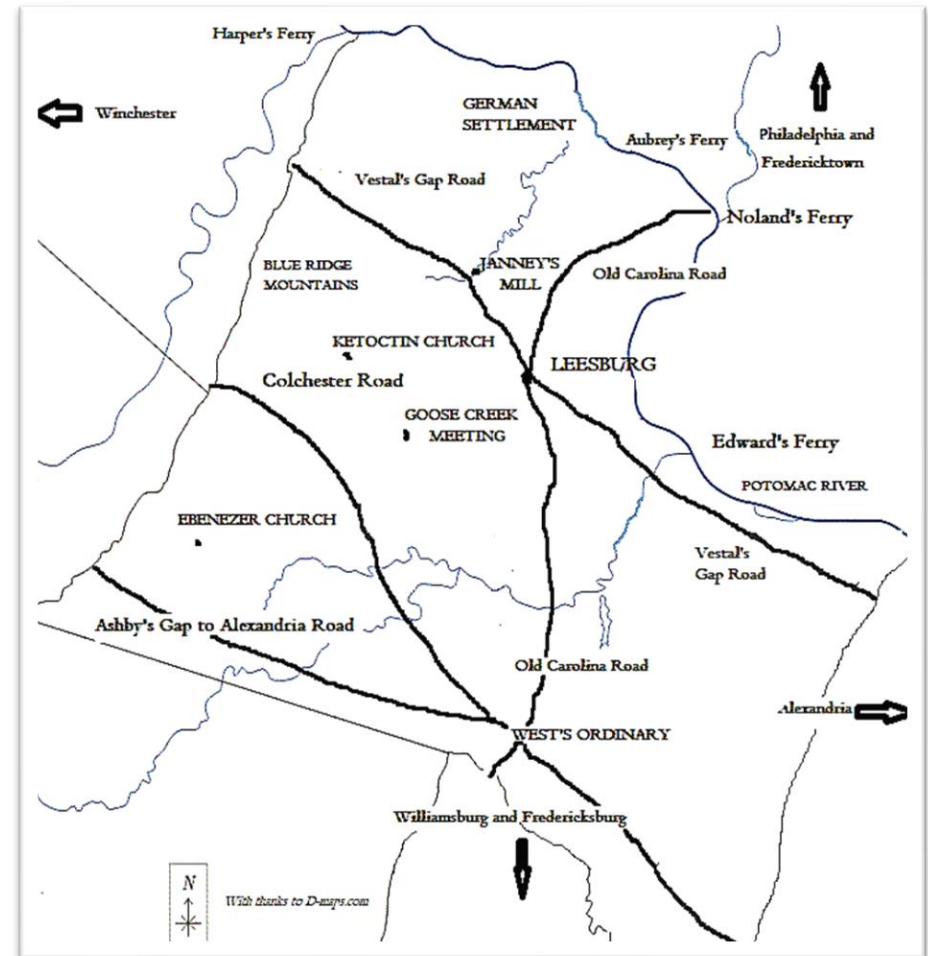 Harper's Ferry
Winchester
GERMAN
SETTLEMENT
Aubrey's Ferry
Philadelphia and
Fredericktown
Vestal's Gap Road
Noland's Ferry
JANNEY'S
MILL
Old Carolina Road
BLUE RIDGE
MOUNTAINS
KETOCTIN CHURCH
LEESBURG
Colchester Road
GOOSE CREEK
MEETING
Edward's Ferry
POTOMAC RIVER
EBENEZER CHURCH
Vestal's
Gap Road
Ashby's Gap to Alexandria Road
Old Carolina Road
Alexandria
WEST'S ORDINARY
Williamsburg and Fredericksburg
N
With thanks to D-maps.com